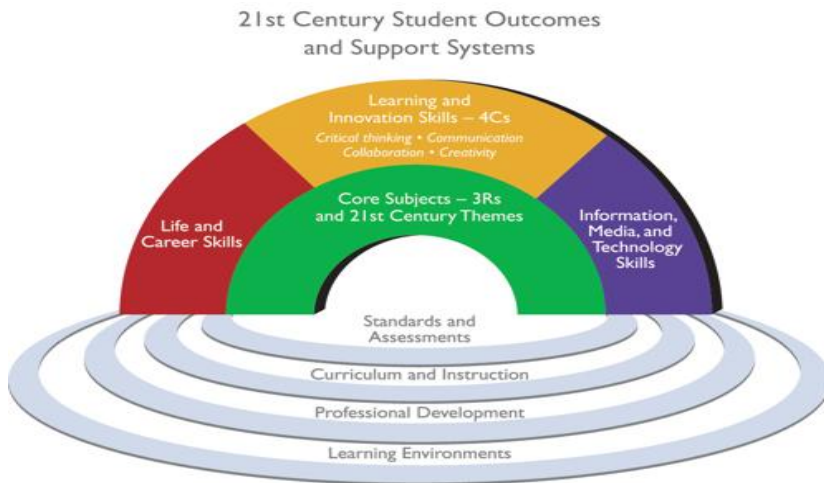 21st Century Student Outcomes
and Support Systems
Learning and
Innovation Skills – 4Cs
Critical thinking • Communication
Collaboration • Creativity
Core Subjects – 3Rs
and 21st Century Themes
Life and
Career Skills
Information,
Media, and
Technology
Skills
Standards and
Assessments
Curriculum and Instruction
Professional Development
Learning Environments